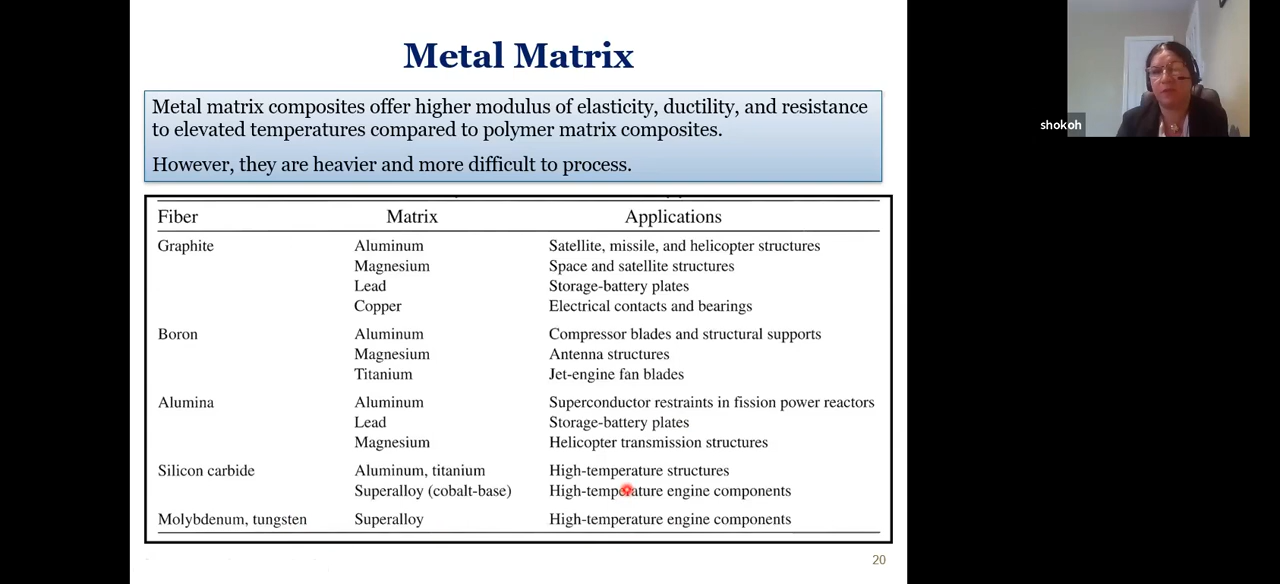 Metal Matrix
Metal matrix composites offer higher modulus of elasticity, ductility, and resistance
to elevated temperatures compared to polymer matrix composites.
However, they are heavier and more difficult to process.
Fiber Matrix Applications
Graphite Aluminum Satellite, missile, and helicopter structures
Magnesium Space and satellite structures
Lead Storage-battery plates
Copper Electrical contacts and bearings
Boron Aluminum Compressor blades and structural supports
Magnesium Antenna structures
Titanium Jet-engine fan blades
Alumina Aluminum Superconductor restraints in fission power reactors
Lead Storage-battery plates
Magnesium Helicopter transmission structures
Silicon carbide Aluminum, titanium High-temperature structures
Superalloy (cobalt-base) High-temperature engine components
Molybdenum, tungsten Superalloy High-temperature engine components
20
shokoh